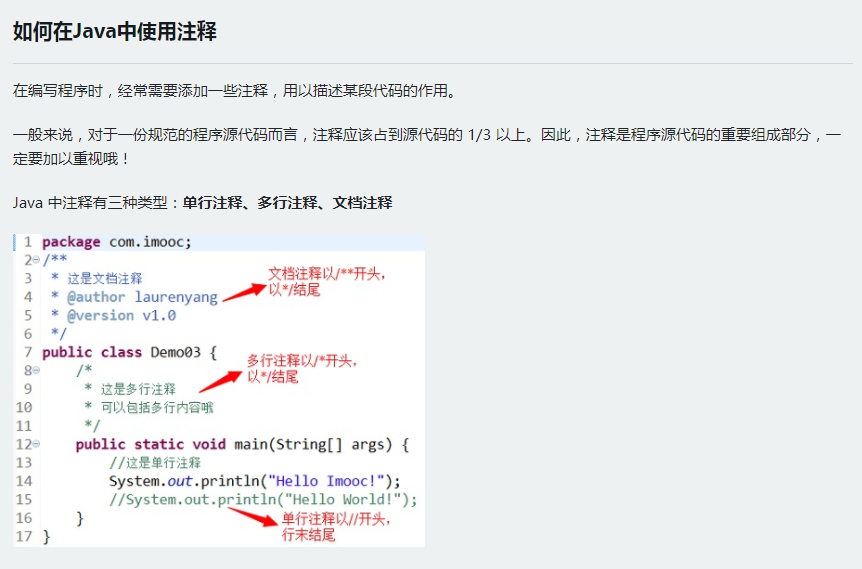 如何在Java中使用注释
在编写程序时，经常需要添加一些注释，用以描述某段代码的作用。
一般来说，对于一份规范的程序源代码而言，注释应该占到源代码的 1/3 以上。因此，注释是程序源代码的重要组成部分，一
定要加以重视哦！
Java 中注释有三种类型：单行注释、多行注释、文档注释
1 package com.imooc;
2 /**
3  * 这是文档注释
4  * @author laurenyang
5  * @version v1.0
6  */
文档注释以/**开头，
以*/结尾
7 public class Demo03 {
8     /*
9      * 这是多行注释
10      * 可以包括多行内容哦
11      */
多行注释以/*开头，
以*/结尾
12     public static void main(String[] args) {
13         //这是单行注释
14         System.out.println("Hello Imooc!");
15         //System.out.println("Hello World!");
16     }
17 }
单行注释以//开头，
行末结尾